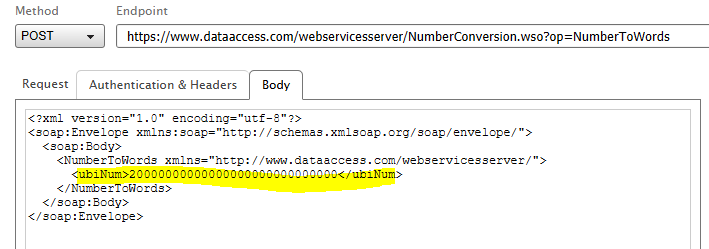 Method
Endpoint
POST
https://www.dataaccess.com/webservicesserver/NumberConversion.wso?op=NumberToWords
Request
Authentication & Headers
Body
<?xml version="1.0" encoding="utf-8"?>
<soap:Envelope xmlns:soap="http://schemas.xmlsoap.org/soap/envelope/">
<soap:Body>
<NumberToWords xmlns="http://www.dataaccess.com/webservicesserver/">
<ubiNum>20000000000000000000000000000</ubiNum>
</NumberToWords>
</soap:Body>
</soap:Envelope>